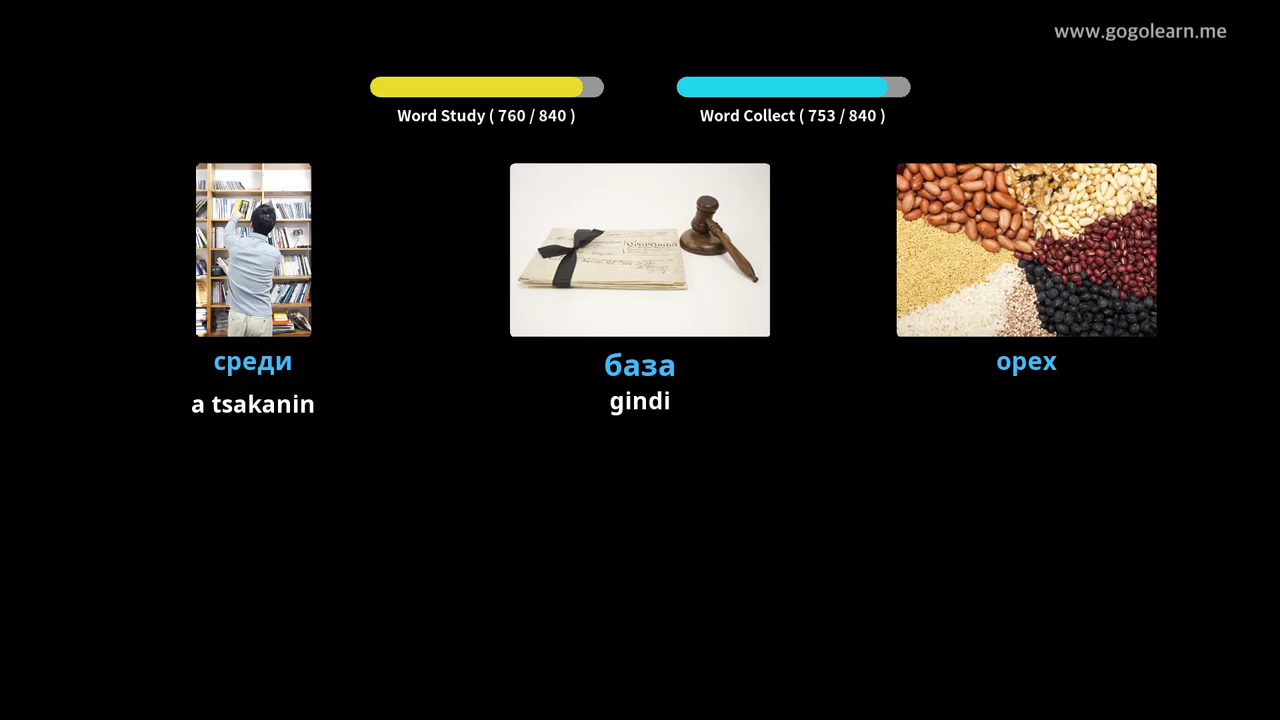 www.gogolearn.me
Word Study ( 760 / 840 )
Word Collect ( 753 / 840 )
среди
база
орех
a tsakanin
gindi